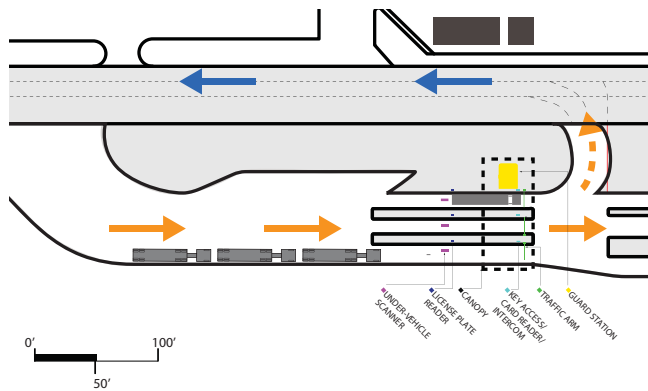 UNDER-VEHICLE
SCANNER
LICENSE PLATE
READER
CANOPY
KEY ACCESS/
CARD READER/
INTERCOM
TRAFFIC ARM
GUARD STATION
0'
100'
50'